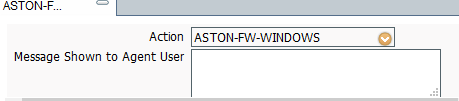 ASTON-F...
Action ASTON-FW-WINDOWS
Message Shown to Agent User